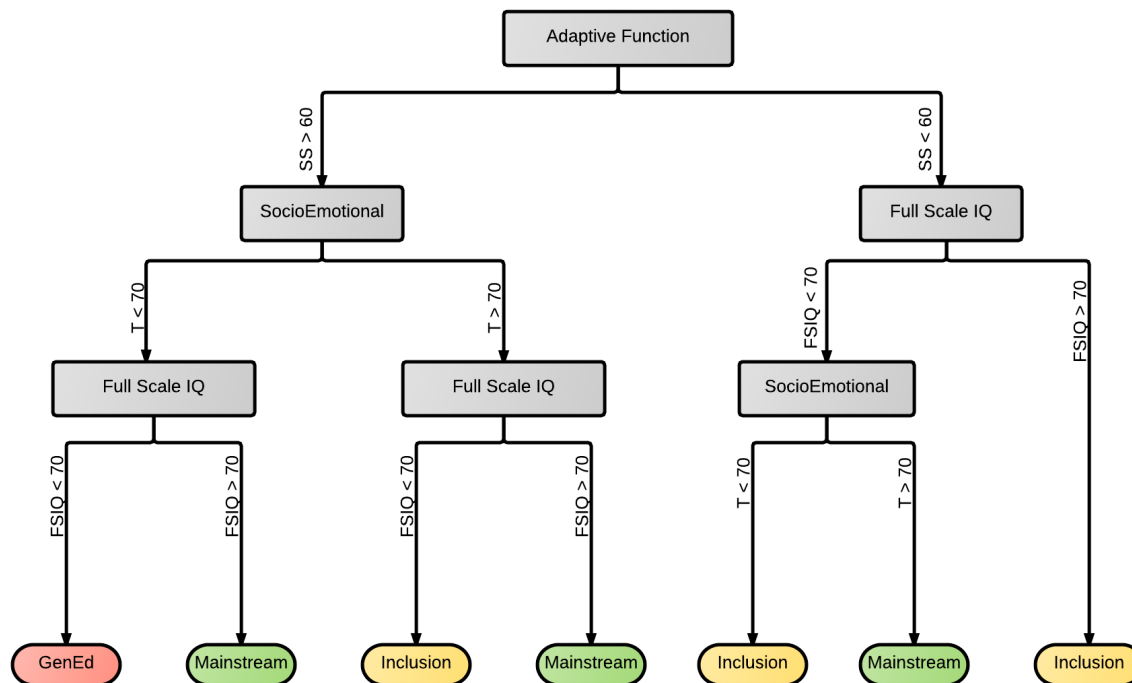 Adaptive Function
SS > 60
SS < 60
SocioEmotional
Full Scale IQ
T < 70
T > 70
FSIQ < 70
FSIQ > 70
Full Scale IQ
Full Scale IQ
SocioEmotional
FSIQ < 70
FSIQ > 70
FSIQ < 70
FSIQ > 70
T < 70
T > 70
GenEd
Mainstream
Inclusion
Mainstream
Inclusion
Mainstream
Inclusion